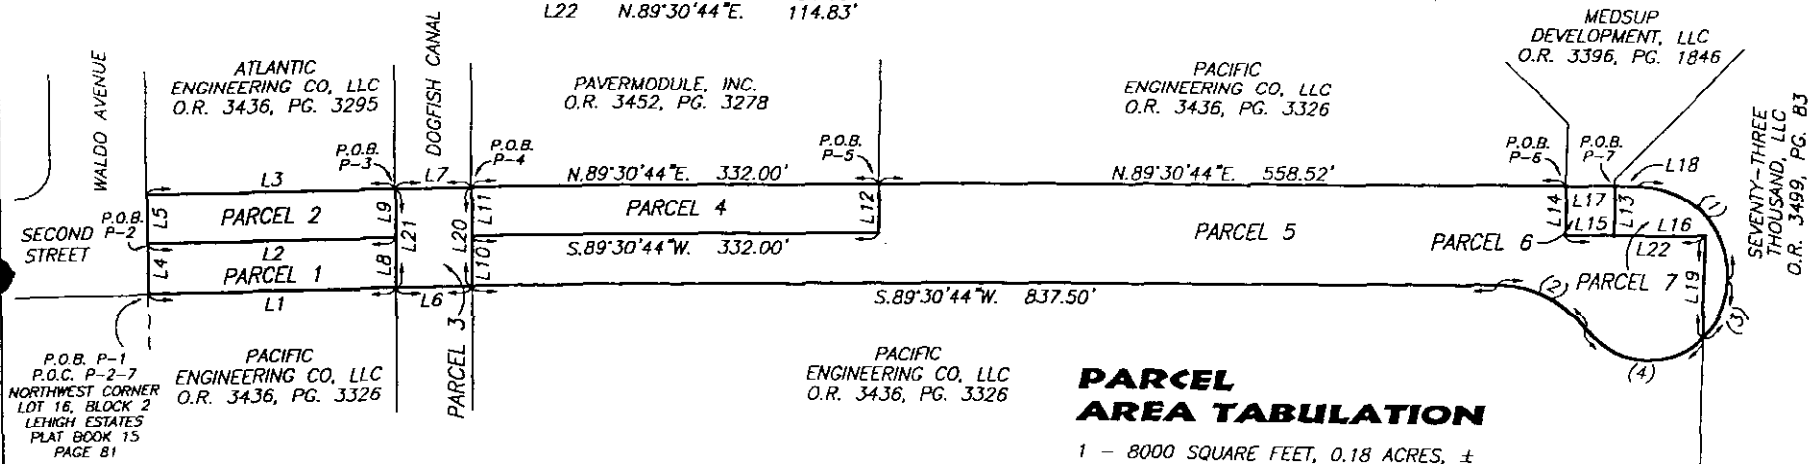 L22 N.89°30'44"E. 114.83'
MEDSUP
DEVELOPMENT, LLC
O.R. 3396, PG. 1846
WALDO AVENUE
ATLANTIC
ENGINEERING CO, LLC
O.R. 3436, PG. 3295
DOGFISH CANAL
PAVERMODULE, INC.
O.R. 3452, PG. 3278
PACIFIC
ENGINEERING CO, LLC
O.R. 3436, PG. 3326
SEVENTY-THREE
THOUSAND, LLC
O.R. 3499, PG. 83
P.O.B.
P-3
L7
P.O.B.
P-4
N.89°30'44"E. 332.00'
P.O.B.
P-5
N.89°30'44"E. 558.52'
P.O.B.
P-6
P.O.B.
P-7
L18
L3
L5
PARCEL 2
L9
L21
L20
L11
PARCEL 4
L12
L14
L17
L13
(1)
P.O.B.
P-2
SECOND
STREET
L2
S.89°30'44"W. 332.00'
PARCEL 5
PARCEL 6
L15
L16
L22
L4
PARCEL 1
L8
L10
L1
L6
PARCEL 3
S.89°30'44"W. 837.50'
(2)
PARCEL 7
L19
(3)
(4)
P.O.B. P-1
P.O.C. P-2-7
NORTHWEST CORNER
LOT 16, BLOCK 2
LEHIGH ESTATES
PLAT BOOK 15
PAGE 81
PACIFIC
ENGINEERING CO, LLC
O.R. 3436, PG. 3326
PACIFIC
ENGINEERING CO, LLC
O.R. 3436, PG. 3326
PARCEL
AREA TABULATION
1 - 8000 SQUARE FEET, 0.18 ACRES, ±